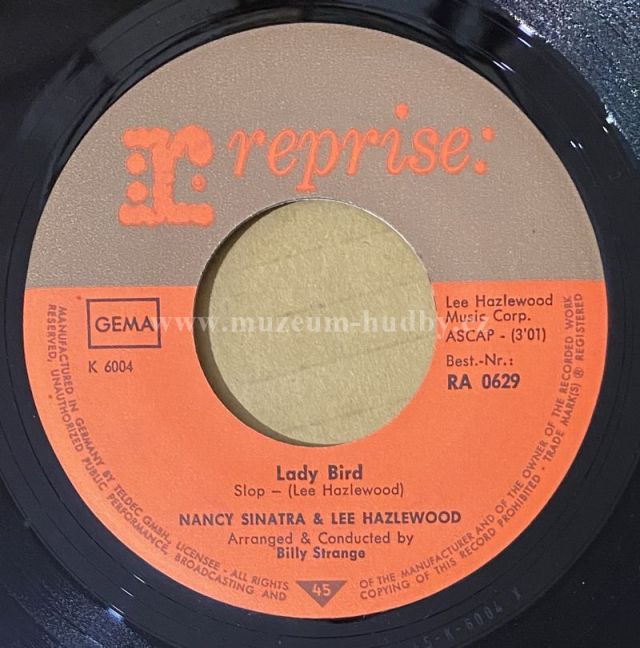 r reprise:
GEMA
K 6004
Lee Hazlewood
Music Corp.
ASCAP - (3'01)
Best.-Nr.:
RA 0629
www.muzeum-hudby.cz
Lady Bird
Slop – (Lee Hazlewood)
NANCY SINATRA & LEE HAZLEWOOD
Arranged & Conducted by
Billy Strange
45
MANUFACTURED IN GERMANY BY TELDEC GMBH, LICENSEE - ALL RIGHTS OF THE MANUFACTURER AND OF THE OWNER OF THE RECORDED WORK
RESERVED, UNAUTHORIZED PUBLIC PERFORMANCE, BROADCASTING AND COPYING OF THIS RECORD PROHIBITED · TRADE MARK(S) ® REGISTERED
45-K-6004 X